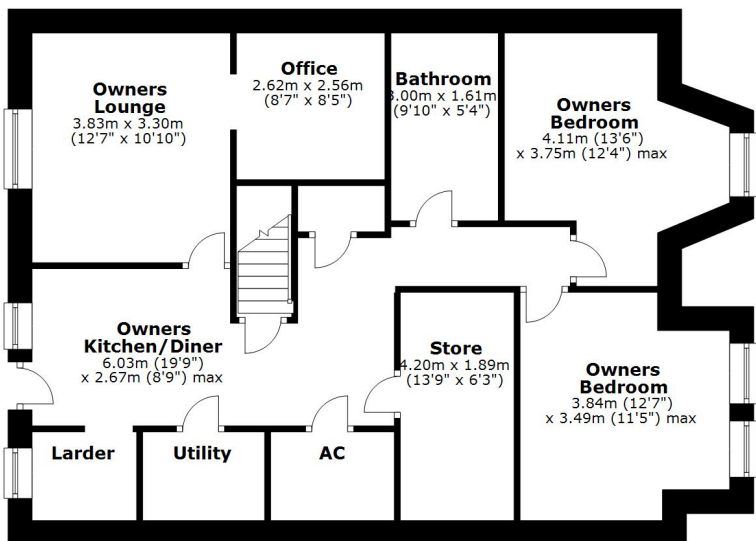 Owners
Lounge
3.83m x 3.30m
(12'7" x 10'10")
Office
2.62m x 2.56m
(8'7" x 8'5")
Bathroom
3.00m x 1.61m
(9'10" x 5'4")
Owners
Bedroom
4.11m (13'6")
x 3.75m (12'4") max
Owners
Kitchen/Diner
6.03m (19'9")
x 2.67m (8'9") max
Store
4.20m x 1.89m
(13'9" x 6'3")
Owners
Bedroom
3.84m (12'7")
x 3.49m (11'5") max
Larder
Utility
AC